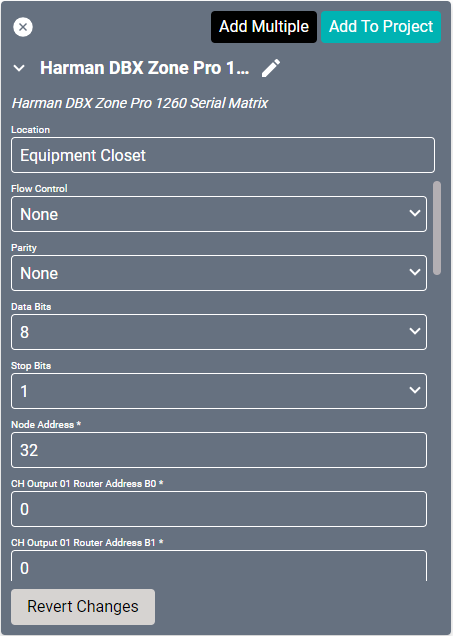 Add Multiple
Add To Project
Harman DBX Zone Pro 1...
Harman DBX Zone Pro 1260 Serial Matrix
Location
Equipment Closet
Flow Control
None
Parity
None
Data Bits
8
Stop Bits
1
Node Address *
32
CH Output 01 Router Address B0 *
0
CH Output 01 Router Address B1 *
0
Revert Changes